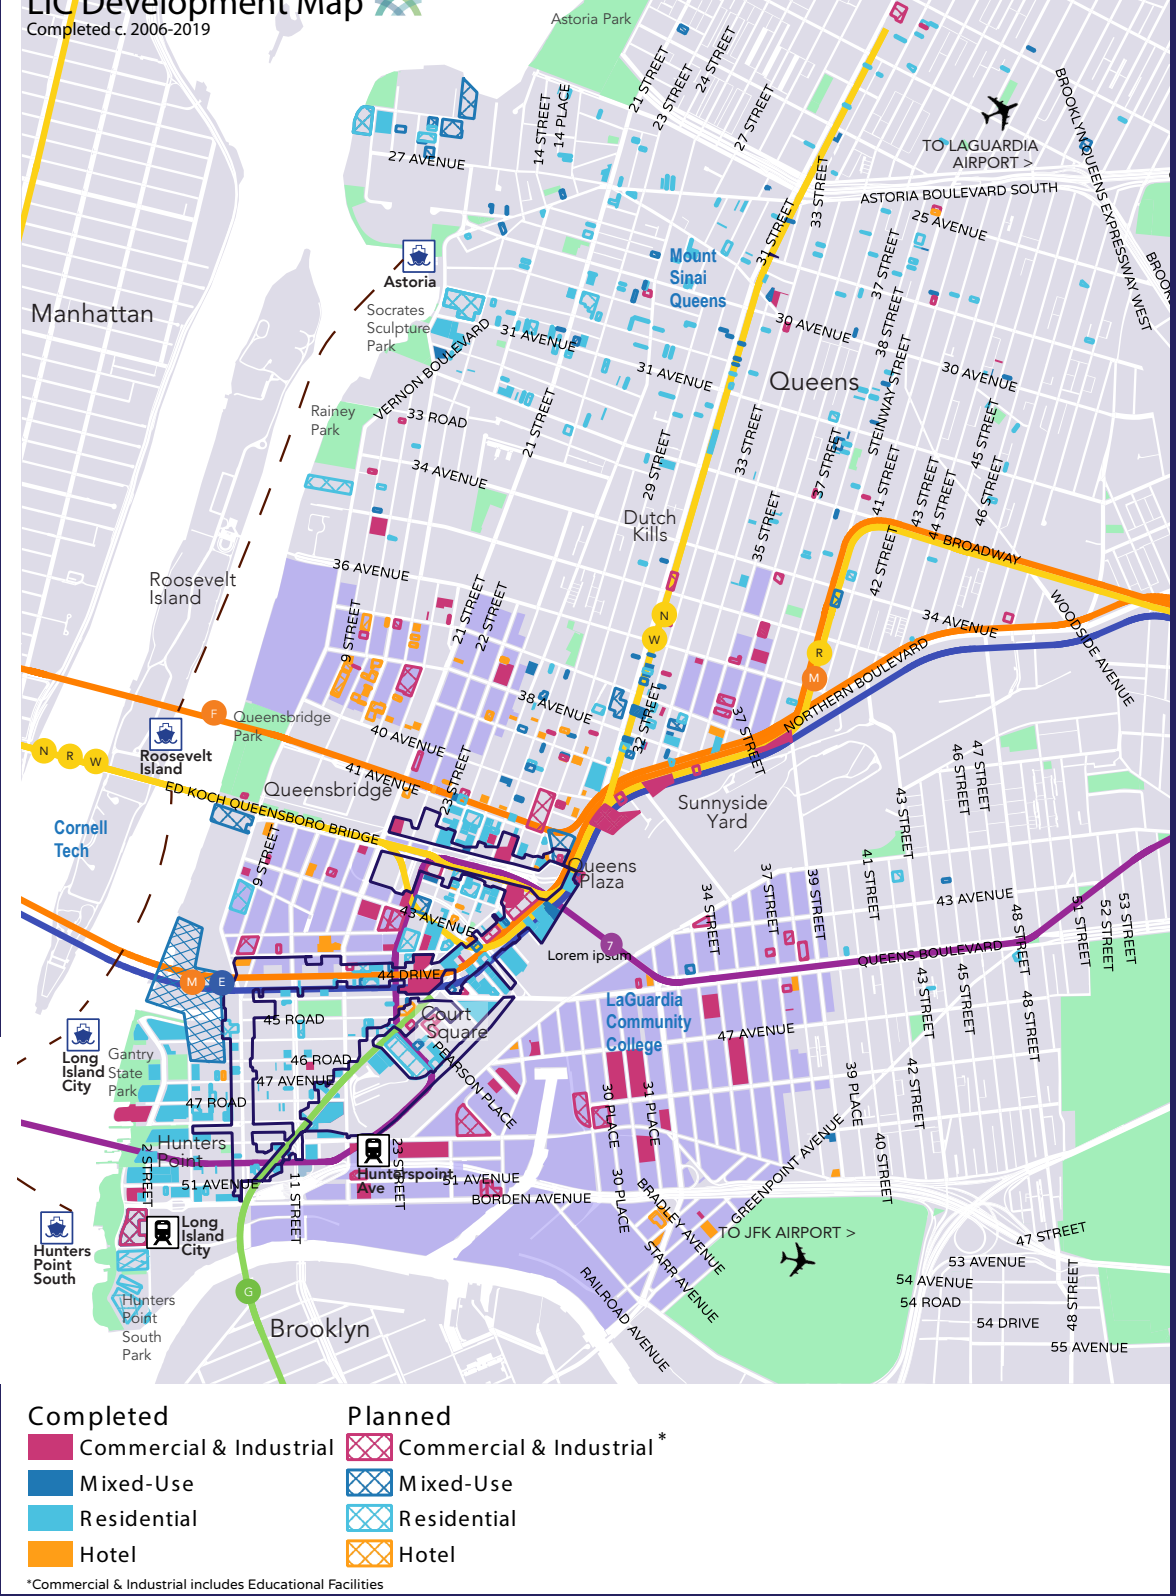 LIC Development Map
Completed c. 2006-2019
Astoria Park
21 STREET
23 STREET
24 STREET
27 STREET
14 STREET
14 PLACE
27 AVENUE
BROOKLYN QUEENS EXPRESSWAY WEST
TO LAGUARDIA
AIRPORT >
33 STREET
ASTORIA BOULEVARD SOUTH
25 AVENUE
31 STREET
37 STREET
BROOK
Astoria
Mount
Sinai
Queens
Manhattan
Socrates
Sculpture
Park
VERNON BOULEVARD
31 AVENUE
30 AVENUE
38 STREET
31 AVENUE
Queens
30 AVENUE
STEINWAY STREET
Rainey
Park
33 ROAD
21 STREET
33 STREET
45 STREET
34 AVENUE
29 STREET
37 STREET
41 STREET
43 STREET
44 STREET
46 STREET
Dutch
Kills
35 STREET
BROADWAY
42 STREET
36 AVENUE
Roosevelt
Island
9 STREET
21 STREET
22 STREET
N
W
R
M
34 AVENUE
WOODSIDE AVENUE
NORTHERN BOULEVARD
38 AVENUE
32 STREET
37 STREET
F
Queensbridge
Park
40 AVENUE
N
R
W
Roosevelt
Island
41 AVENUE
23 STREET
Queensbridge
ED KOCH QUEENSBORO BRIDGE
Sunnyside
Yard
46 STREET
47 STREET
43 STREET
Cornell
Tech
9 STREET
Queens
Plaza
41 STREET
37 STREET
39 STREET
34 STREET
43 AVENUE
43 AVENUE
48 STREET
51 STREET
52 STREET
53 STREET
7
Lorem ipsum
QUEENS BOULEVARD
M
E
44 DRIVE
LaGuardia
Community
College
43 STREET
45 STREET
48 STREET
45 ROAD
Court
Square
47 AVENUE
Long
Island
City
Gantry
State
Park
46 ROAD
47 AVENUE
PEARSON PLACE
39 PLACE
42 STREET
47 ROAD
30 PLACE
31 PLACE
Hunters
Point
2 STREET
23 STREET
GREENPOINT AVENUE
40 STREET
Hunterspoint
Ave
51 AVENUE
51 AVENUE
11 STREET
BORDEN AVENUE
30 PLACE
BRADLEY AVENUE
Long
Island
City
Hunters
Point
South
STARR AVENUE
TO JFK AIRPORT >
47 STREET
53 AVENUE
54 AVENUE
54 ROAD
48 STREET
RAILROAD AVENUE
G
Hunters
Point
South
Park
Brooklyn
54 DRIVE
55 AVENUE
Completed
Planned
Commercial & Industrial
Commercial & Industrial*
Mixed-Use
Mixed-Use
Residential
Residential
Hotel
Hotel
*Commercial & Industrial includes Educational Facilities